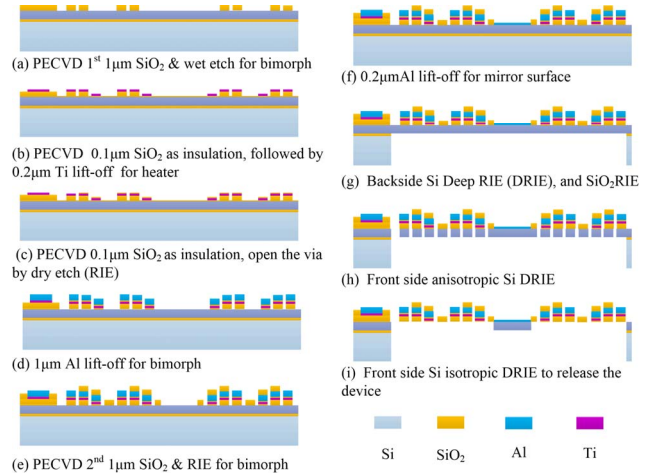 (a) PECVD 1st 1μm SiO2 & wet etch for bimorph
(b) PECVD 0.1μm SiO2 as insulation, followed by
0.2μm Ti lift-off for heater
(c) PECVD 0.1μm SiO2 as insulation, open the via
by dry etch (RIE)
(d) 1μm Al lift-off for bimorph
(e) PECVD 2nd 1μm SiO2 & RIE for bimorph
(f) 0.2μmAl lift-off for mirror surface
(g) Backside Si Deep RIE (DRIE), and SiO2RIE
(h) Front side anisotropic Si DRIE
(i) Front side Si isotropic DRIE to release the
device
Si SiO2 Al Ti